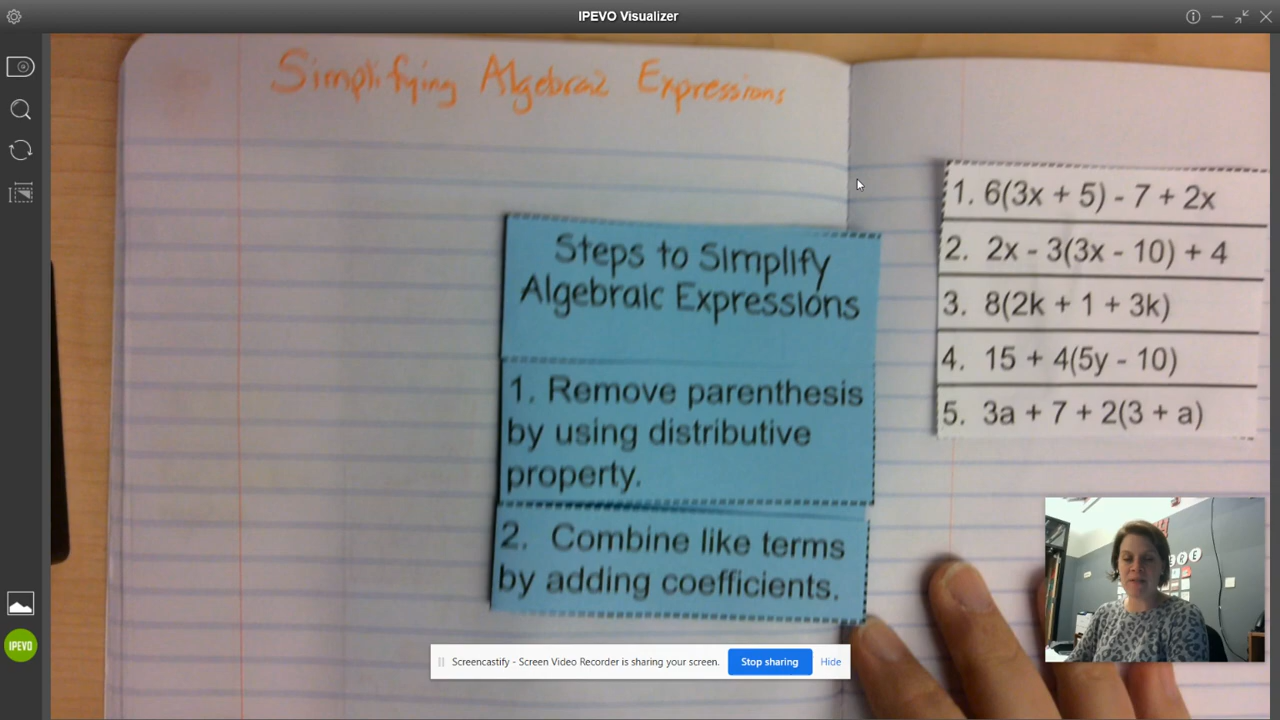 IPEVO Visualizer
Simplifying Algebraic Expressions
Steps to Simplify
Algebraic Expressions
1. Remove parenthesis
by using distributive
property.
2. Combine like terms
by adding coefficients.
1. 6(3x + 5) - 7 + 2x
2. 2x - 3(3x - 10) + 4
3. 8(2k + 1 + 3k)
4. 15 + 4(5y - 10)
5. 3a + 7 + 2(3 + a)
Screencastify - Screen Video Recorder is sharing your screen. Stop sharing Hide
IPEVO